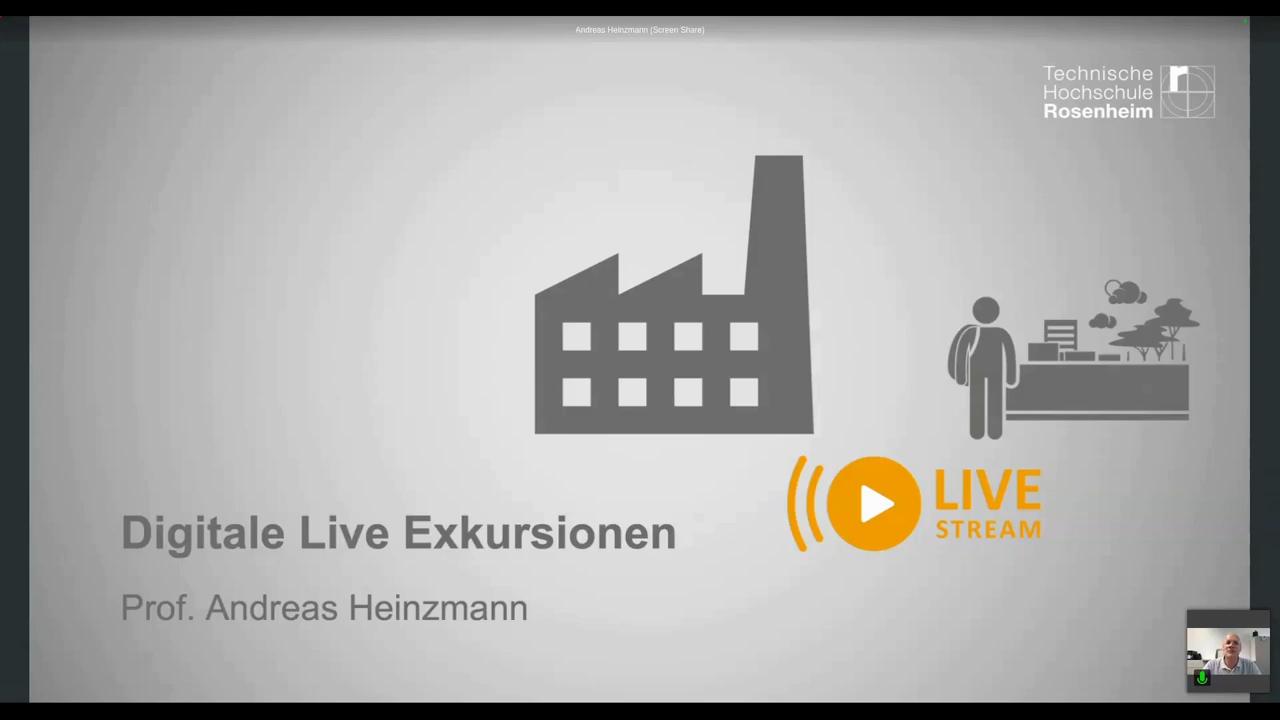 Andreas Heinzmann (Screen Share)
Technische
Hochschule
Rosenheim
LIVE
STREAM
Digitale Live Exkursionen
Prof. Andreas Heinzmann